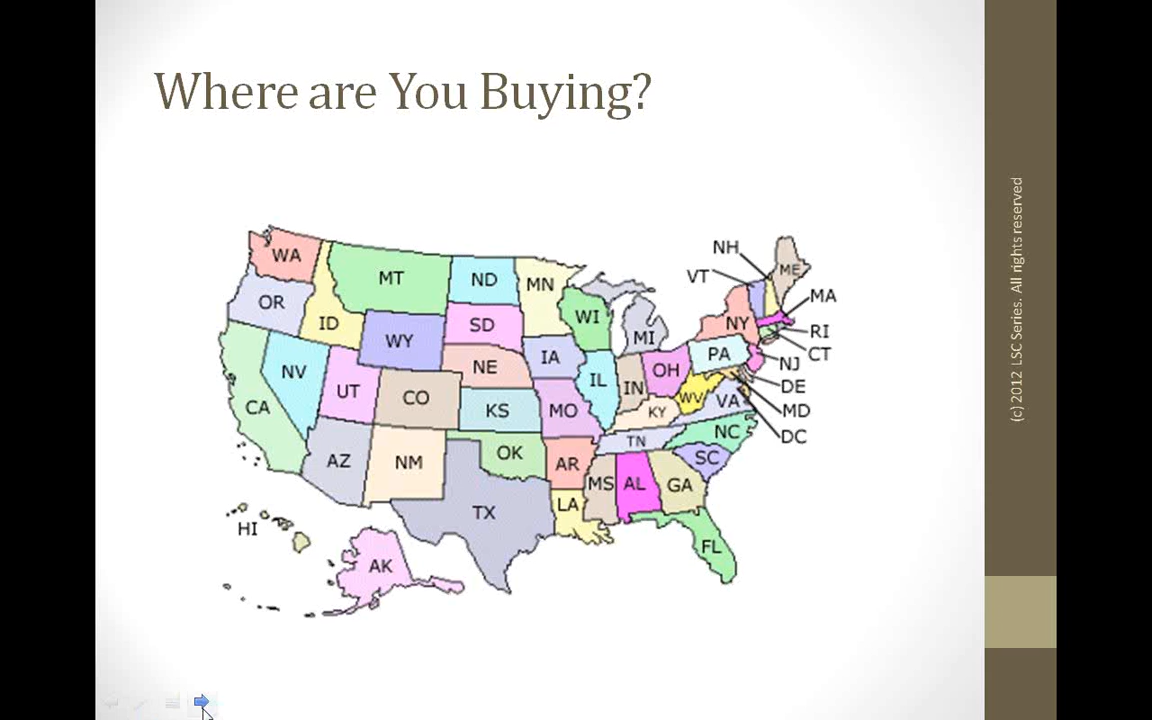 Where are You Buying?
NH
WA
ME
MT
ND
VT
MN
MA
OR
WI
NY
ID
SD
RI
MI
WY
PA
CT
IA
NJ
NE
OH
NV
IL
DE
UT
IN
CO
WV
VA
CA
KS
MO
KY
MD
NC
DC
TN
OK
SC
AZ
NM
AR
MS
AL
GA
LA
TX
HI
FL
AK
(c) 2012 LSC Series. All rights reserved